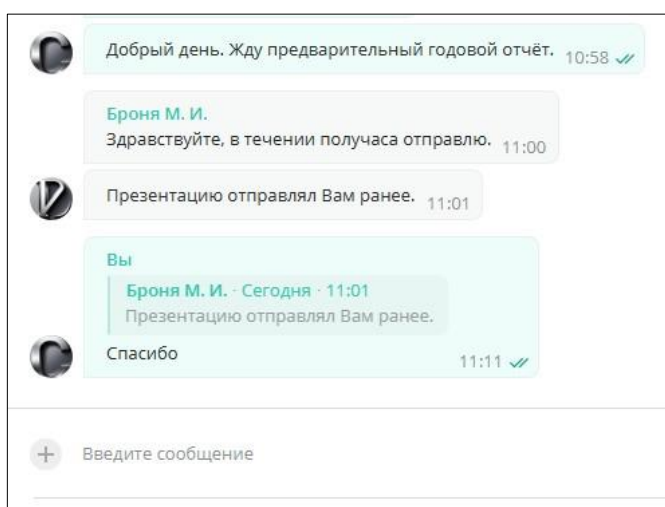 Добрый день. Жду предварительный годовой отчёт. 10:58
Броня М. И.
Здравствуйте, в течении получаса отправлю. 11:00
Презентацию отправлял Вам ранее. 11:01
Вы
Броня М. И. · Сегодня · 11:01
Презентацию отправлял Вам ранее.
Спасибо 11:11
Введите сообщение